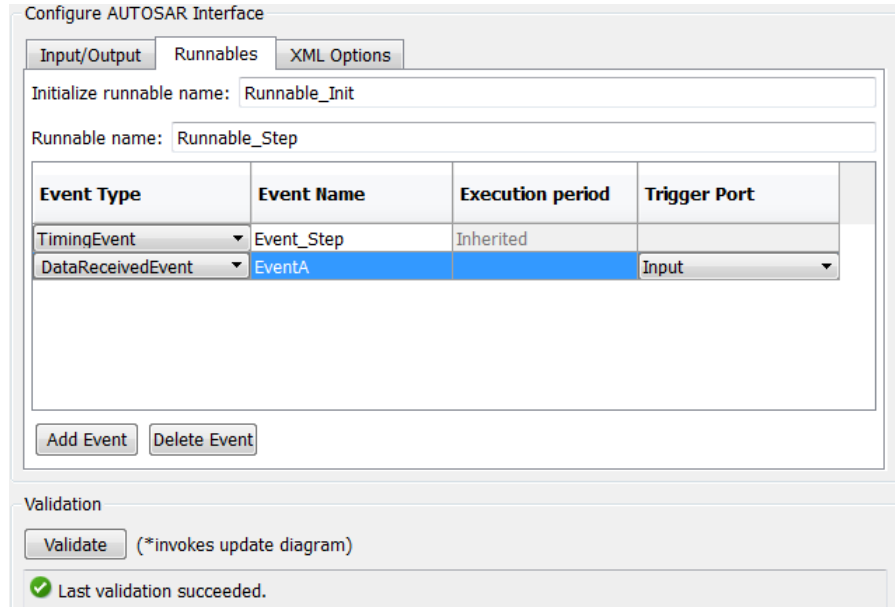 Configure AUTOSAR Interface
Input/Output Runnables XML Options
Initialize runnable name: Runnable_Init
Runnable name: Runnable_Step
Event Type Event Name Execution period Trigger Port
TimingEvent Event_Step Inherited
DataReceivedEvent EventA Input
Add Event Delete Event
Validation
Validate (*invokes update diagram)
Last validation succeeded.